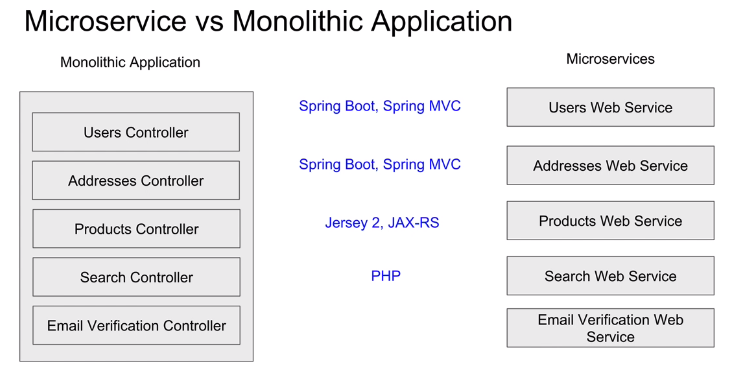 Microservice vs Monolithic Application
Monolithic Application
Microservices
Users Controller
Spring Boot, Spring MVC
Users Web Service
Addresses Controller
Spring Boot, Spring MVC
Addresses Web Service
Products Controller
Jersey 2, JAX-RS
Products Web Service
Search Controller
PHP
Search Web Service
Email Verification Controller
Email Verification Web
Service